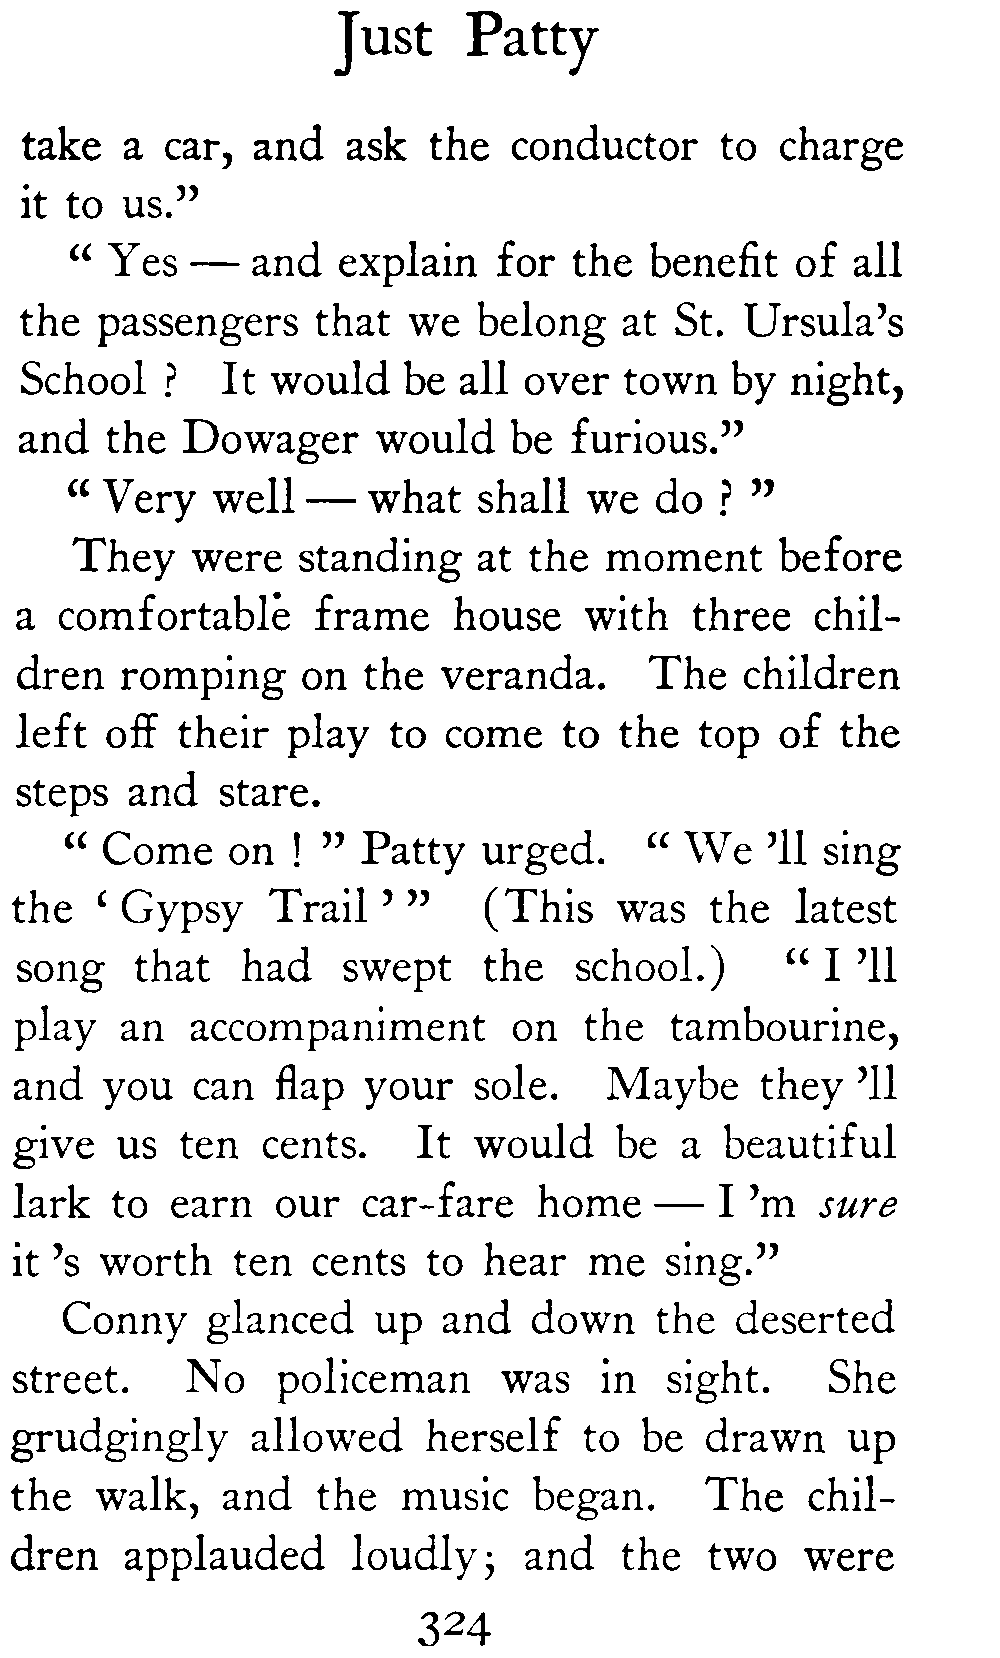 Just Patty
take a car, and ask the conductor to charge
it to us.”
“ Yes — and explain for the benefit of all
the passengers that we belong at St. Ursula’s
School ? It would be all over town by night,
and the Dowager would be furious.”
“ Very well — what shall we do ? ”
They were standing at the moment before
a comfortable frame house with three chil-
dren romping on the veranda. The children
left off their play to come to the top of the
steps and stare.
“ Come on ! ” Patty urged. “ We ’ll sing
the ‘ Gypsy Trail ’ ” (This was the latest
song that had swept the school.) “ I ’ll
play an accompaniment on the tambourine,
and you can flap your sole. Maybe they ’ll
give us ten cents. It would be a beautiful
lark to earn our car-fare home — I ’m sure
it ’s worth ten cents to hear me sing.”
Conny glanced up and down the deserted
street. No policeman was in sight. She
grudgingly allowed herself to be drawn up
the walk, and the music began. The chil-
dren applauded loudly; and the two were
324